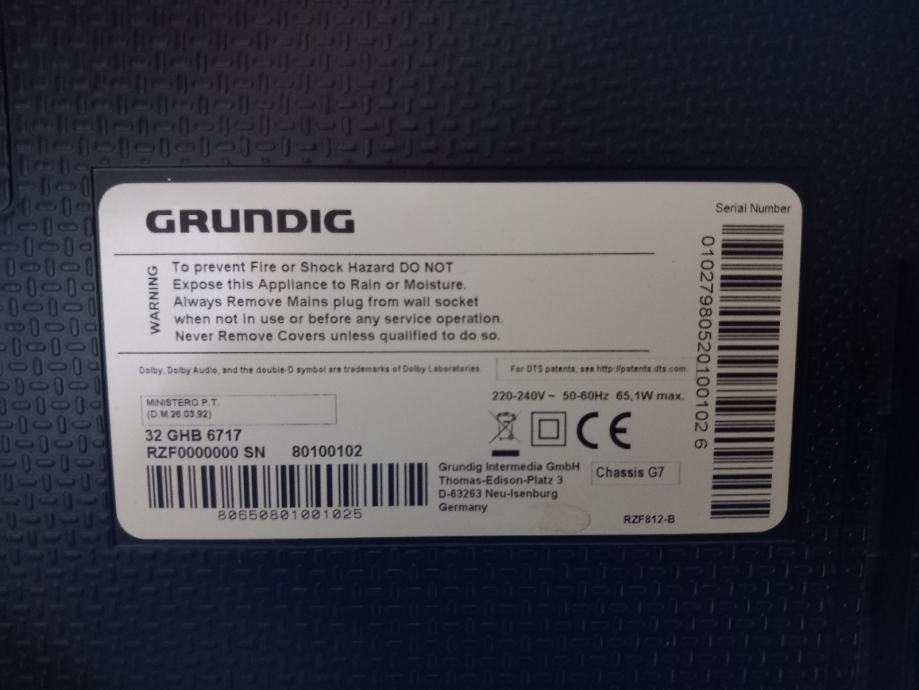 GRUNDIG
Serial Number
WARNING
To prevent Fire or Shock Hazard DO NOT
Expose this Appliance to Rain or Moisture.
Always Remove Mains plug from wall socket
when not in use or before any service operation.
Never Remove Covers unless qualified to do so.
Dolby, Dolby Audio, and the double-D symbol are trademarks of Dolby Laboratories.
For DTS patents, see http://patents.dts.com.
MINISTERO P.T.
(D.M.26.03.92)
220-240V ~ 50-60Hz 65,1W max.
32 GHB 6717
RZF0000000 SN 80100102
CE
80650801001025
Grundig Intermedia GmbH
Thomas-Edison-Platz 3
D-63263 Neu-Isenburg
Germany
Chassis G7
RZF812-B
01027980520100102 6